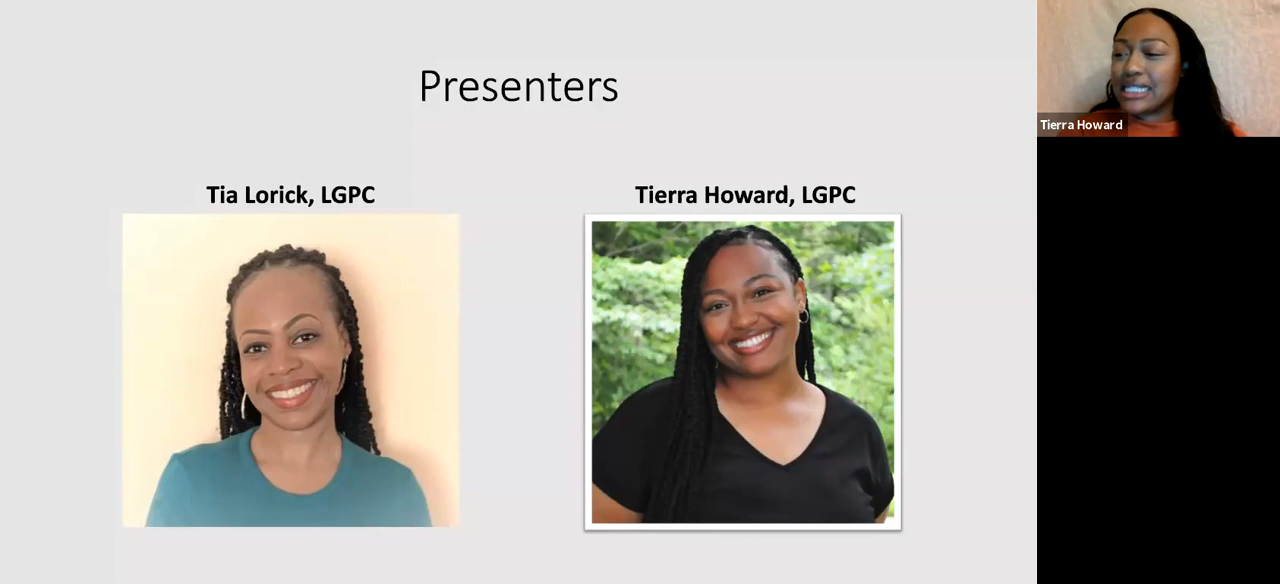 Presenters
Tia Lorick, LGPC
Tierra Howard, LGPC
Tierra Howard